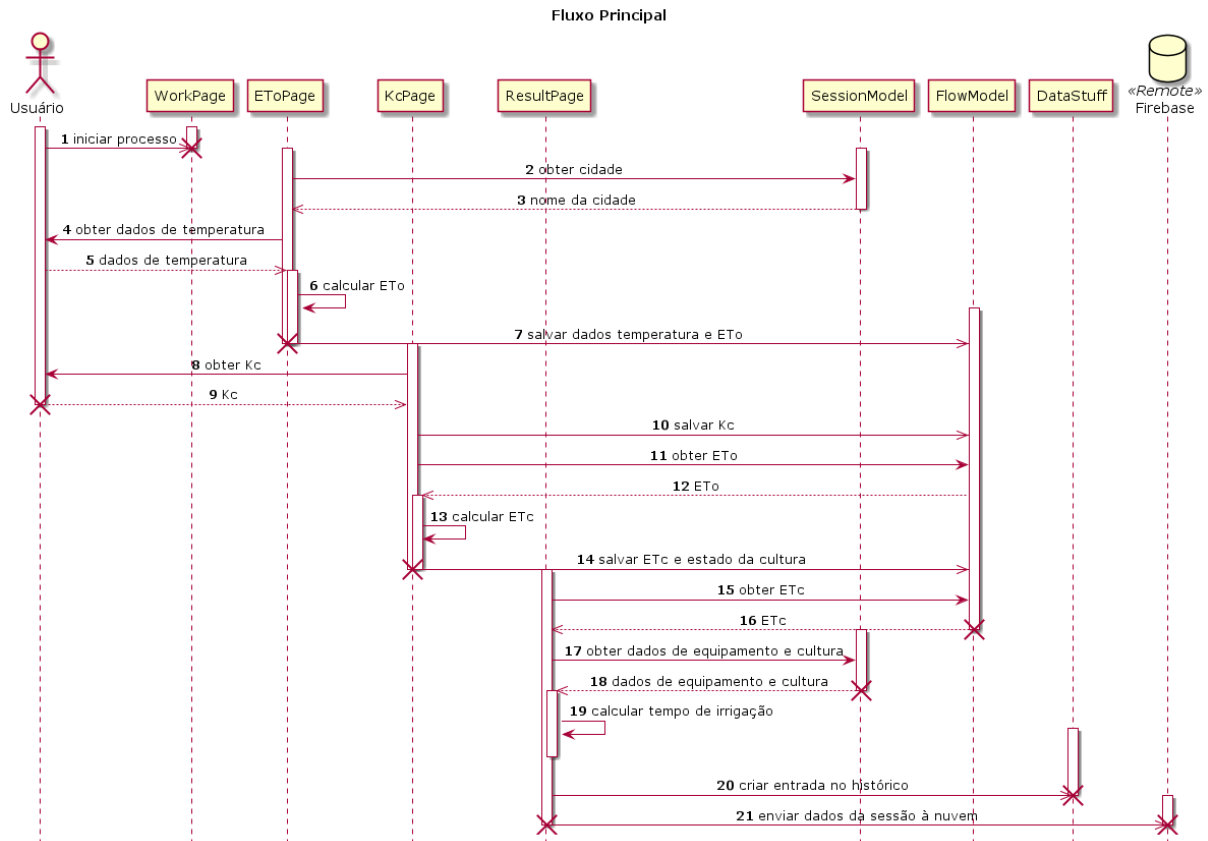 Fluxo Principal
Usuário
WorkPage
EToPage
KcPage
ResultPage
SessionModel
FlowModel
DataStuff
«Remote»
Firebase
1 iniciar processo
2 obter cidade
3 nome da cidade
4 obter dados de temperatura
5 dados de temperatura
6 calcular ETo
7 salvar dados temperatura e ETo
8 obter Kc
9 Kc
10 salvar Kc
11 obter ETo
12 ETo
13 calcular ETc
14 salvar ETc e estado da cultura
15 obter ETc
16 ETc
17 obter dados de equipamento e cultura
18 dados de equipamento e cultura
19 calcular tempo de irrigação
20 criar entrada no histórico
21 enviar dados da sessão à nuvem